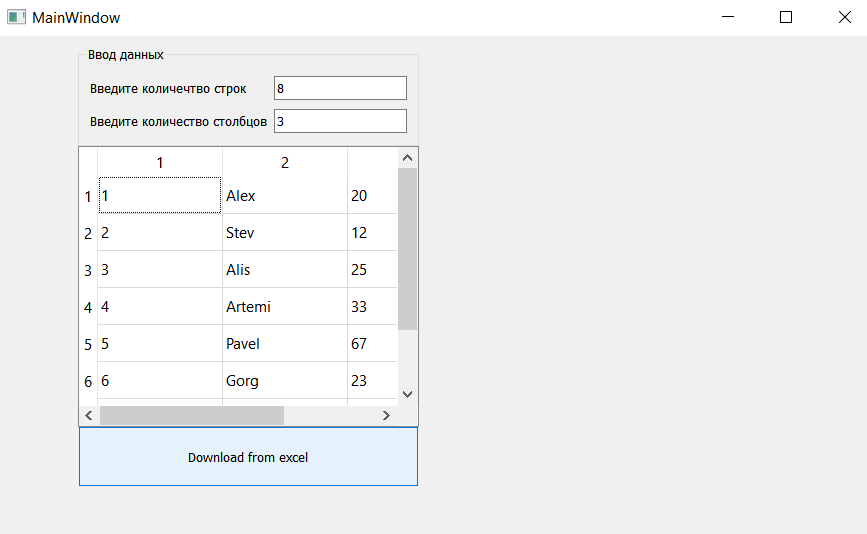 MainWindow
Ввод данных
Введите количечтво строк 8
Введите количество столбцов 3
1 2
1 1 Alex 20
2 2 Stev 12
3 3 Alis 25
4 4 Artemi 33
5 5 Pavel 67
6 6 Gorg 23
Download from excel